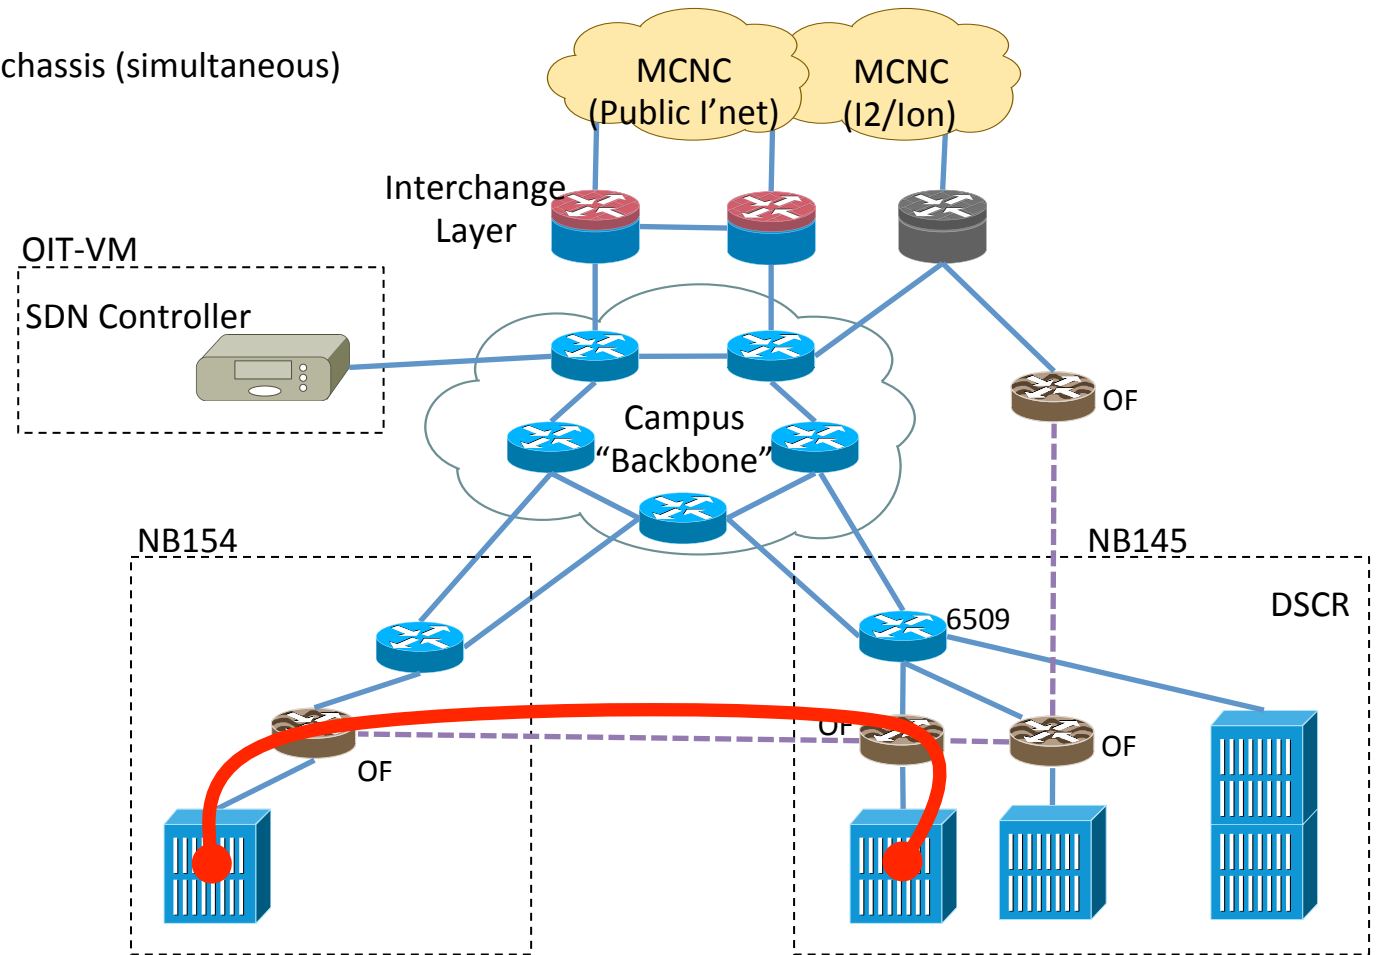 chassis (simultaneous)
MCNC
(Public I’net)
MCNC
(I2/Ion)
Interchange
Layer
OIT-VM
SDN Controller
OF
Campus
“Backbone”
NB154
NB145
DSCR
6509
OF
OF
OF